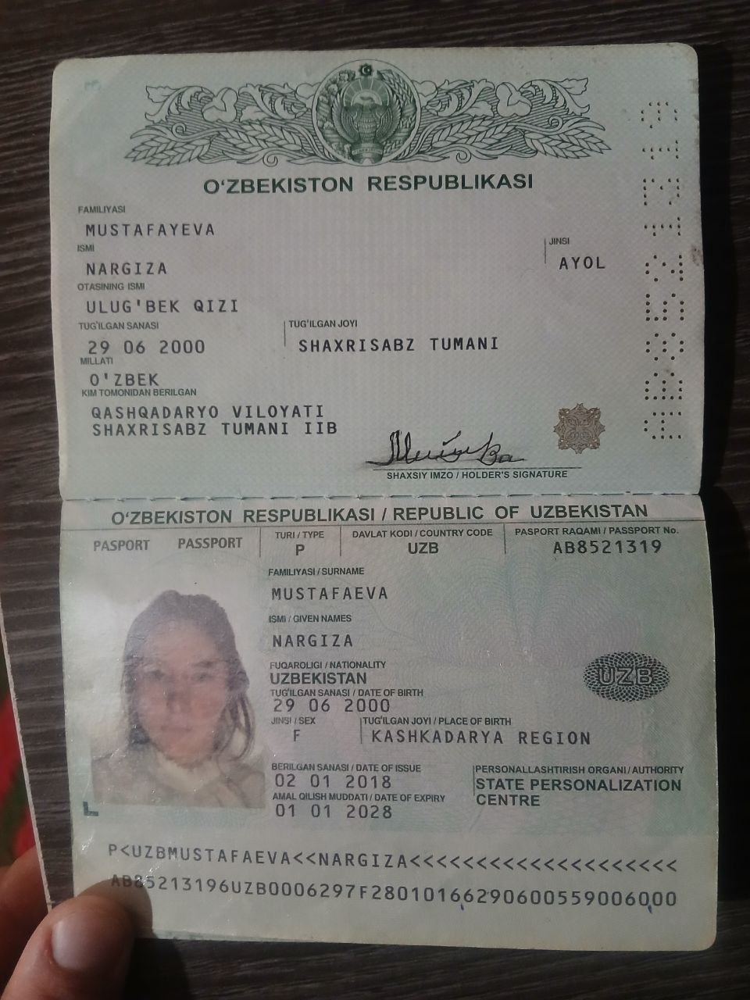 O‘ZBEKISTON RESPUBLIKASI
FAMILIYASI
MUSTAFAYEVA
ISMI
NARGIZA
JINSI
AYOL
OTASINING ISMI
ULUG'BEK QIZI
TUG‘ILGAN SANASI
29 06 2000
TUG‘ILGAN JOYI
SHAXRISABZ TUMANI
MILLATI
O'ZBEK
KIM TOMONIDAN BERILGAN
QASHQADARYO VILOYATI
SHAXRISABZ TUMANI IIB
SHAXSIY IMZO / HOLDER'S SIGNATURE
AB8521319
O‘ZBEKISTON RESPUBLIKASI / REPUBLIC OF UZBEKISTAN
PASPORT PASSPORT
TURI / TYPE
P
DAVLAT KODI / COUNTRY CODE
UZB
PASPORT RAQAMI / PASSPORT No.
AB8521319
FAMILIYASI / SURNAME
MUSTAFAEVA
ISMI / GIVEN NAMES
NARGIZA
FUQAROLIGI / NATIONALITY
UZBEKISTAN
TUG‘ILGAN SANASI / DATE OF BIRTH
29 06 2000
JINSI / SEX
F
TUG‘ILGAN JOYI / PLACE OF BIRTH
KASHKADARYA REGION
UZB
BERILGAN SANASI / DATE OF ISSUE
02 01 2018
AMAL QILISH MUDDATI / DATE OF EXPIRY
01 01 2028
PERSONALLASHTIRISH ORGANI / AUTHORITY
STATE PERSONALIZATION
CENTRE
P<UZBMUSTAFAEVA<<NARGIZA<<<<<<<<<<<<<<<<<<<<
AB85213196UZB0006297F28010166290600559006000